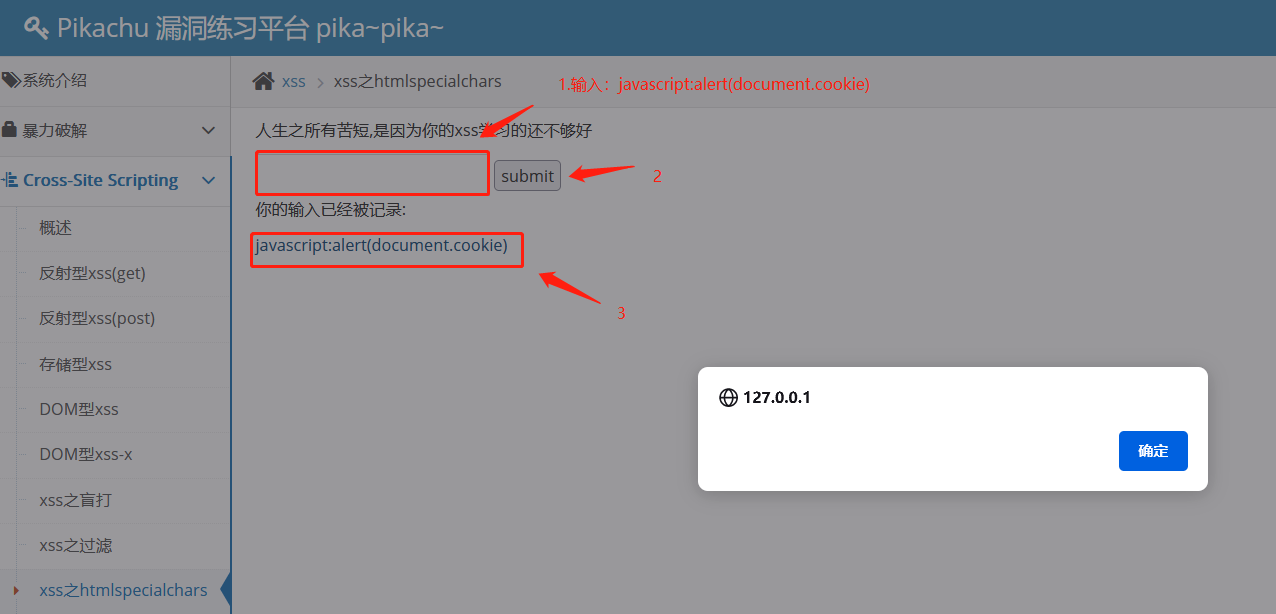 Pikachu 漏洞练习平台 pika~pika~
系统介绍
暴力破解
Cross-Site Scripting
概述
反射型xss(get)
反射型xss(post)
存储型xss
DOM型xss
DOM型xss-x
xss之盲打
xss之过滤
xss之htmlspecialchars
xss > xss之htmlspecialchars
1.输入：javascript:alert(document.cookie)
人生之所有苦短,是因为你的xss学习的还不够好
submit
2
你的输入已经被记录:
javascript:alert(document.cookie)
3
127.0.0.1
确定